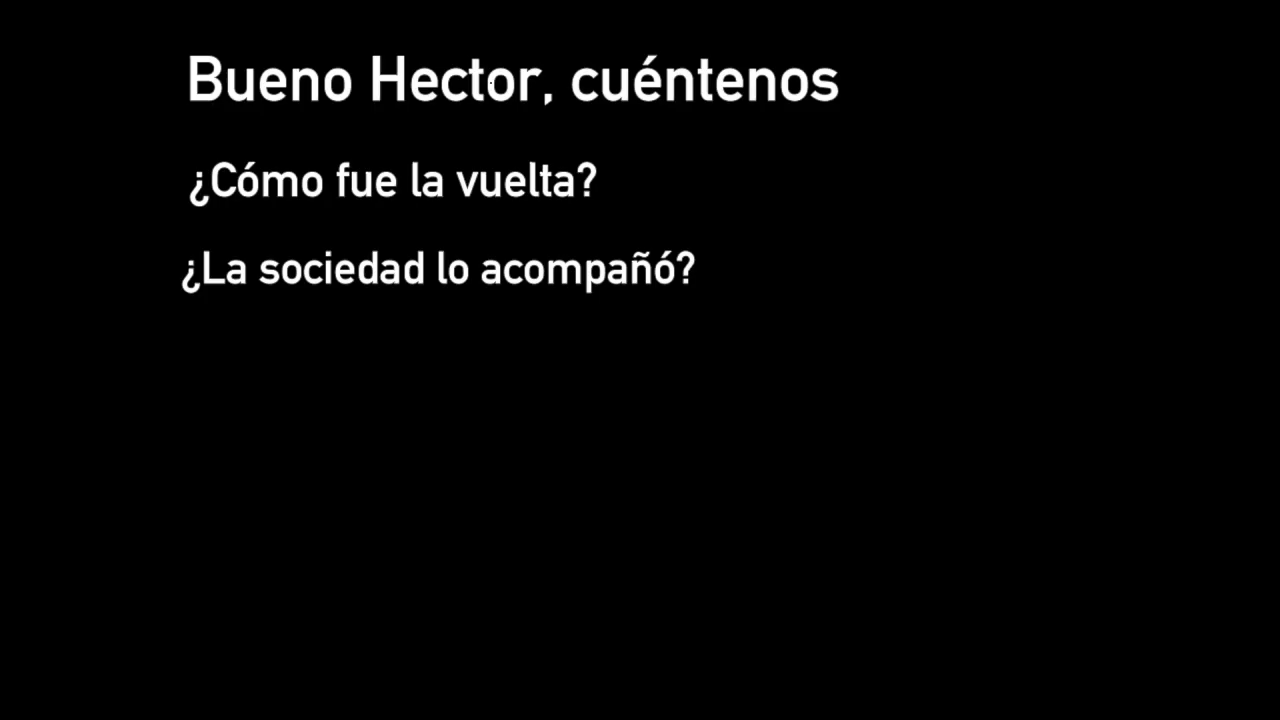 Bueno Hector, cuéntenos
¿Cómo fue la vuelta?
¿La sociedad lo acompañó?